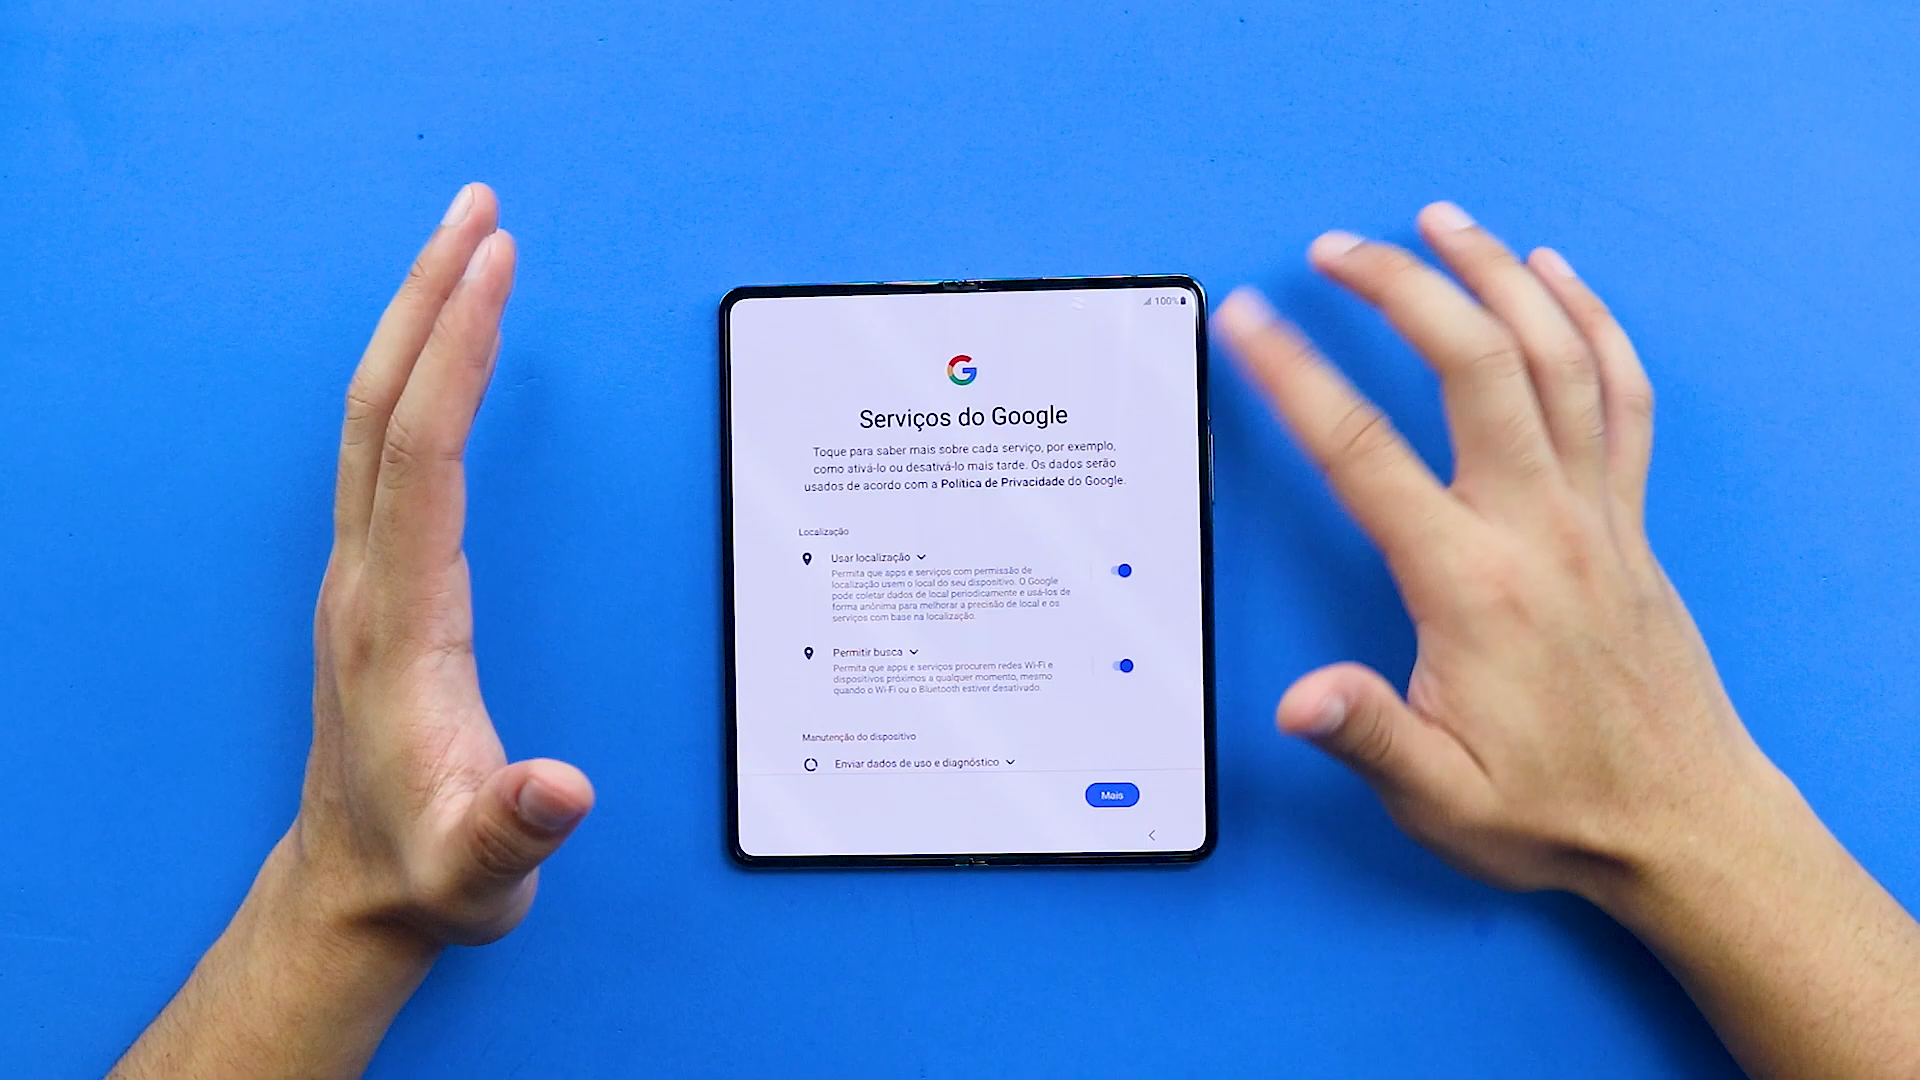 100%
Serviços do Google
Toque para saber mais sobre cada serviço, por exemplo,
como ativá-lo ou desativá-lo mais tarde. Os dados serão
usados de acordo com a Política de Privacidade do Google.
Localização
Usar localização
Permita que apps e serviços com permissão de
localização usem o local do seu dispositivo. O Google
pode coletar dados de local periodicamente e usá-los de
forma anônima para melhorar a precisão de local e os
serviços com base na localização.
Permitir busca
Permita que apps e serviços procurem redes Wi-Fi e
dispositivos próximos a qualquer momento, mesmo
quando o Wi-Fi ou o Bluetooth estiver desativado.
Manutenção do dispositivo
Enviar dados de uso e diagnóstico
Mais